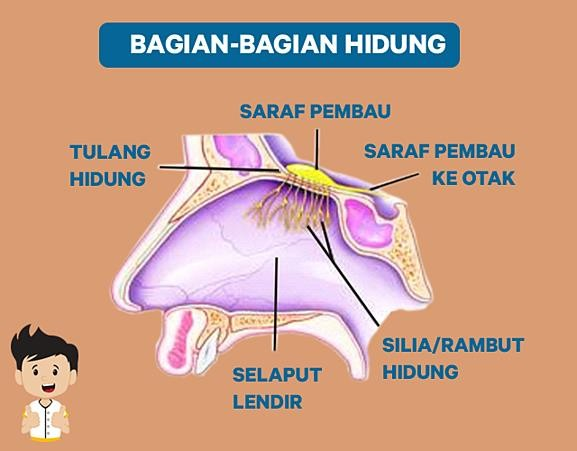 BAGIAN-BAGIAN HIDUNG
SARAF PEMBAU
TULANG
HIDUNG
SARAF PEMBAU
KE OTAK
SILIA/RAMBUT
HIDUNG
SELAPUT
LENDIR